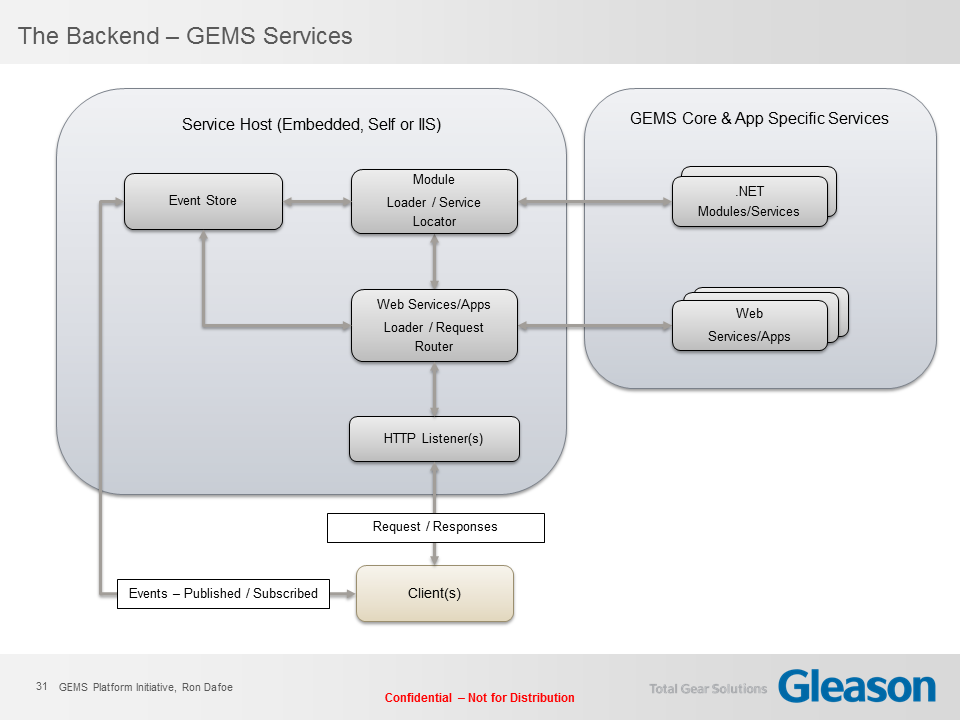 The Backend – GEMS Services
Service Host (Embedded, Self or IIS)
GEMS Core & App Specific Services
Event Store
Module
Loader / Service
Locator
.NET
Modules/Services
Web Services/Apps
Loader / Request
Router
Web
Services/Apps
HTTP Listener(s)
Request / Responses
Events – Published / Subscribed
Client(s)
31 GEMS Platform Initiative, Ron Dafoe
Confidential – Not for Distribution
Total Gear Solutions
Gleason